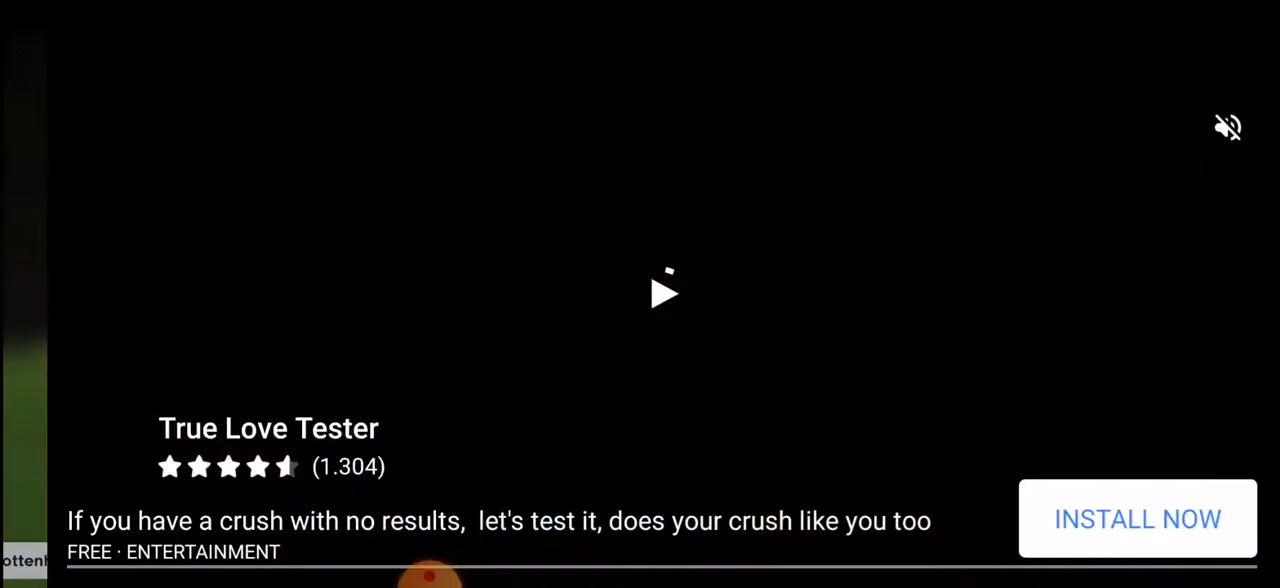 True Love Tester
(1.304)
If you have a crush with no results, let's test it, does your crush like you too
INSTALL NOW
FREE · ENTERTAINMENT